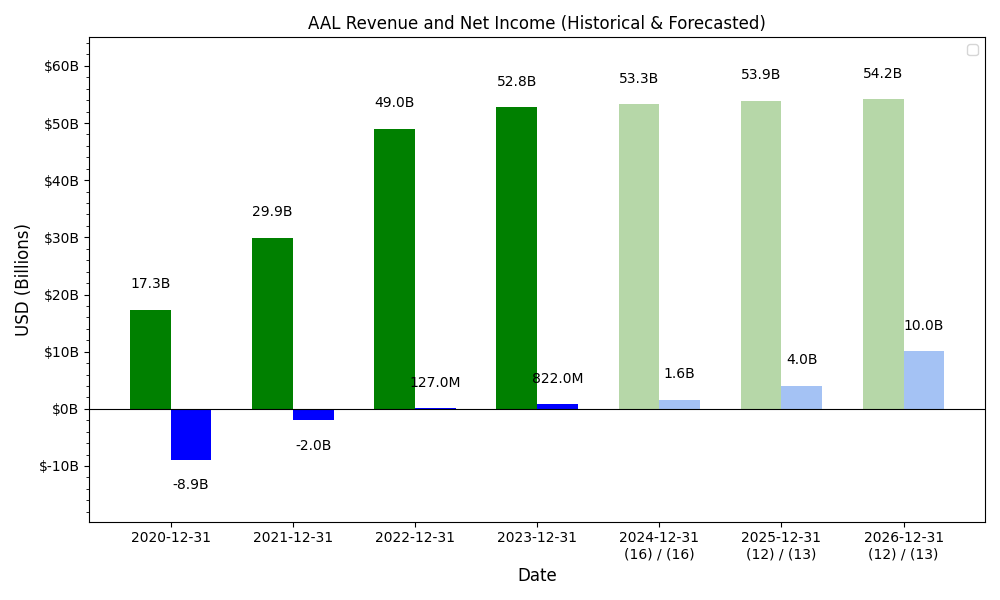 AAL Revenue and Net Income (Historical & Forecasted)
$60B
$50B
$40B
$30B
$20B
$10B
$0B
$-10B
USD (Billions)
17.3B
-8.9B
29.9B
-2.0B
49.0B
127.0M
52.8B
822.0M
53.3B
1.6B
53.9B
4.0B
54.2B
10.0B
2020-12-31
2021-12-31
2022-12-31
2023-12-31
2024-12-31
(16) / (16)
2025-12-31
(12) / (13)
2026-12-31
(12) / (13)
Date